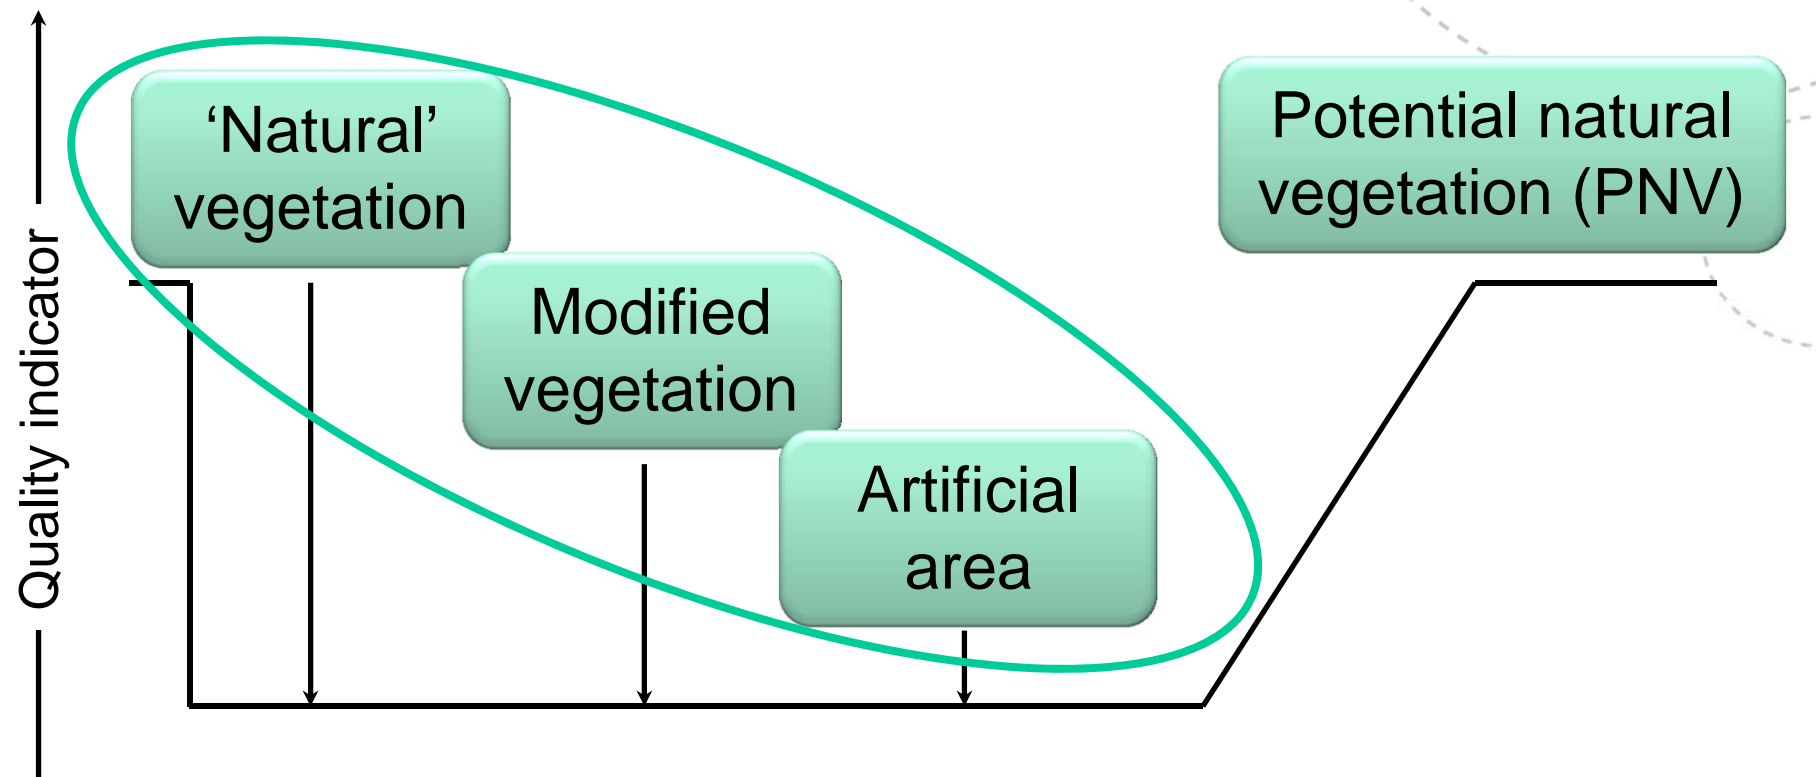 Quality indicator
‘Natural’
vegetation
Modified
vegetation
Artificial
area
Potential natural
vegetation (PNV)